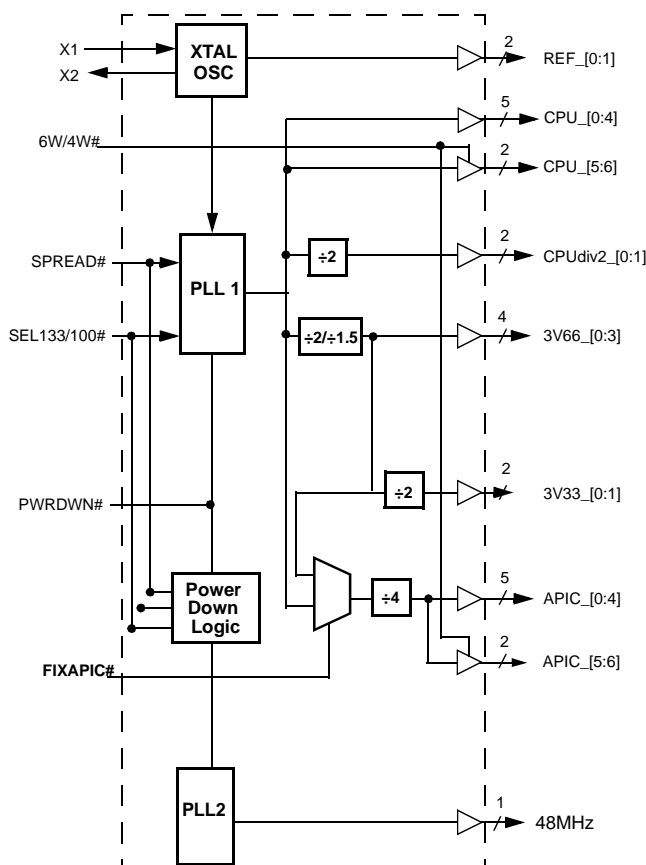 X1
X2
XTAL
OSC
2
REF_[0:1]
5
CPU_[0:4]
6W/4W#
2
CPU_[5:6]
SPREAD#
PLL 1
÷2
2
CPUdiv2_[0:1]
SEL133/100#
÷2/÷1.5
4
3V66_[0:3]
PWRDWN#
÷2
2
3V33_[0:1]
Power
Down
Logic
÷4
5
APIC_[0:4]
FIXAPIC#
2
APIC_[5:6]
PLL2
1
48MHz